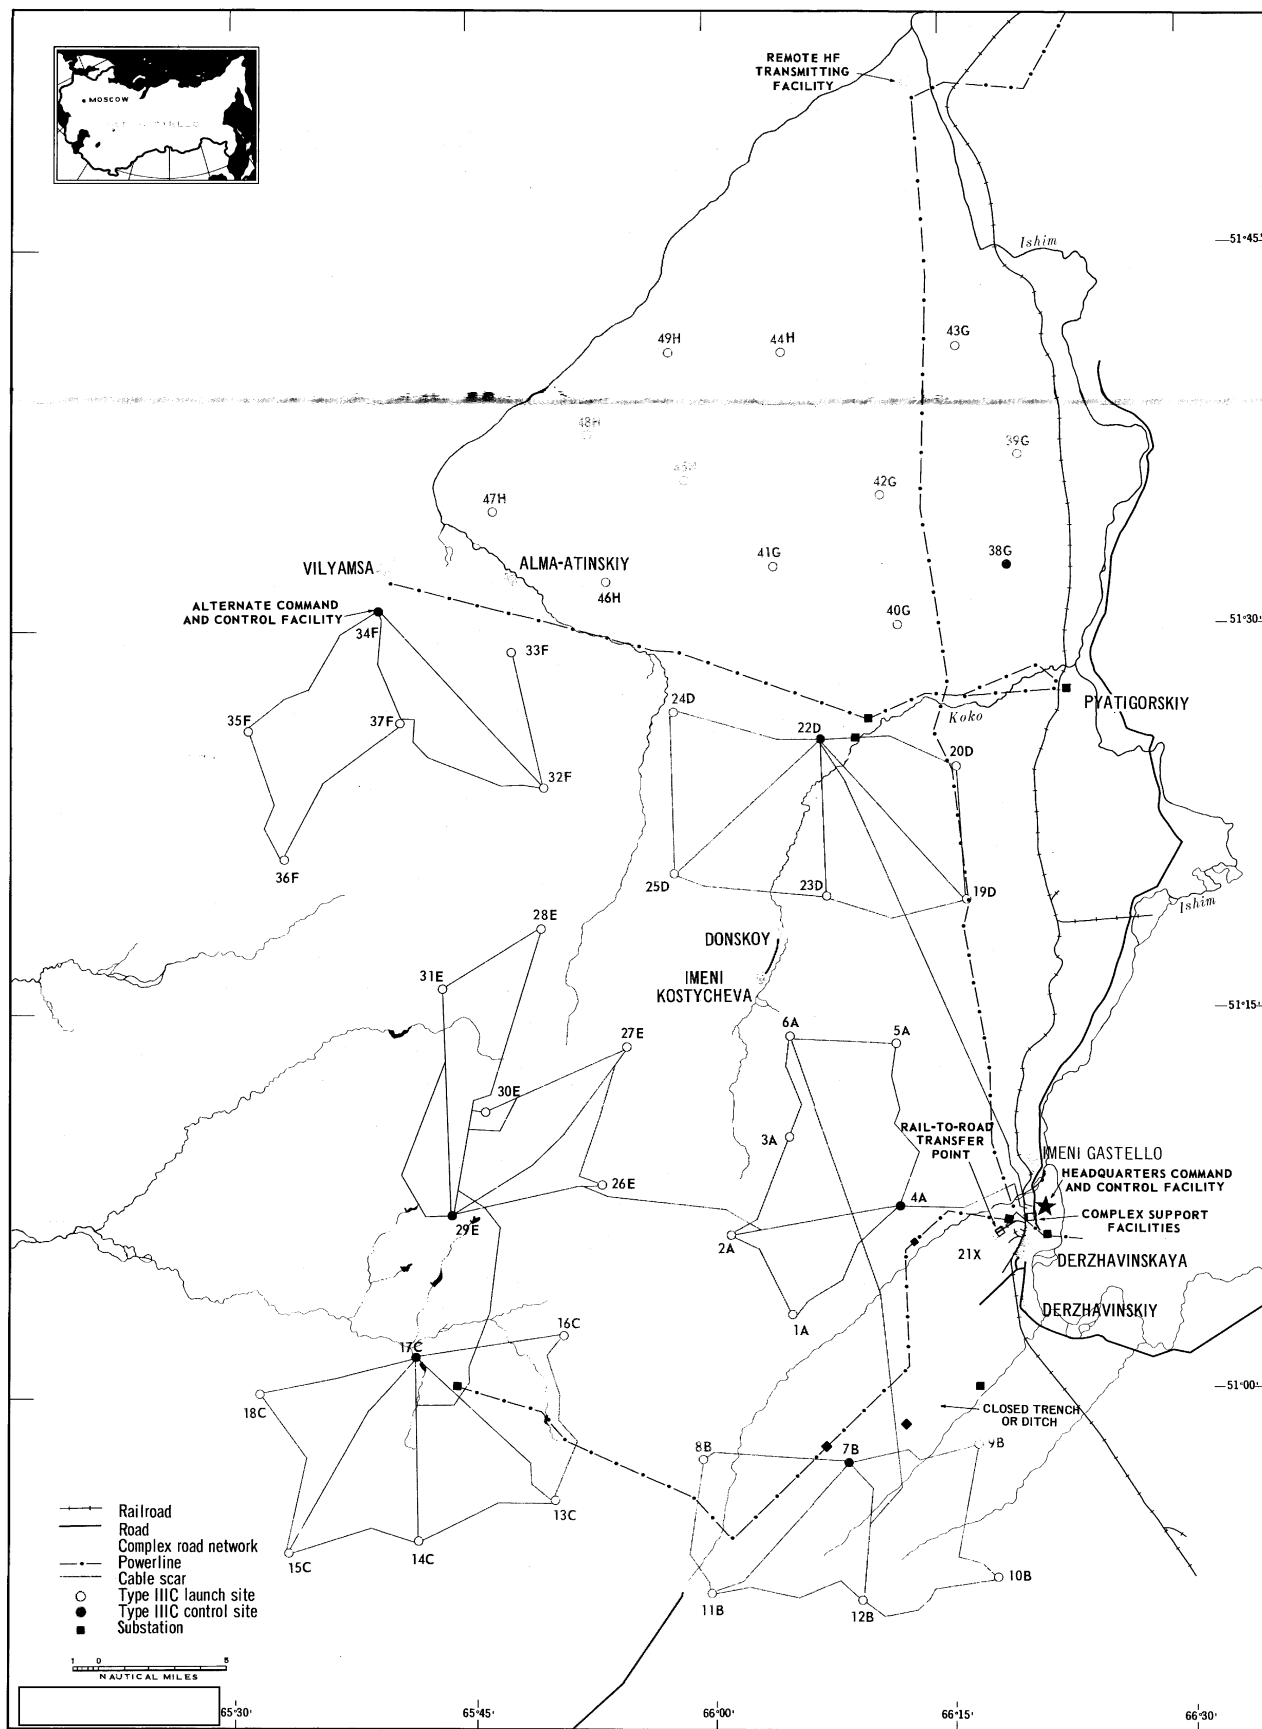 MOSCOW
REMOTE HF
TRANSMITTING
FACILITY
Ishim
51°45'
49H
44H
43G
48H
39G
42G
47H
41G
38G
VILYAMSA
ALMA-ATINSKIY
46H
ALTERNATE COMMAND
AND CONTROL FACILITY
34F
40G
51°30'
33F
24D
PYATIGORSKIY
Koko
35F
37F
22D
20D
32F
36F
25D
23D
19D
Ishim
28E
DONSKOY
31E
IMENI
KOSTYCHEVA
51°15'
6A
5A
27E
30E
3A
RAIL-TO-ROAD
TRANSFER
POINT
IMENI GASTELLO
HEADQUARTERS COMMAND
AND CONTROL FACILITY
26E
4A
COMPLEX SUPPORT
FACILITIES
29E
2A
21X
DERZHAVINSKAYA
1A
DERZHAVINSKIY
16C
17C
18C
51°00'
CLOSED TRENCH
OR DITCH
8B
7B
9B
13C
14C
15C
10B
11B
12B
Railroad
Road
Complex road network
Powerline
Cable scar
Type IIIC launch site
Type IIIC control site
Substation
1 0 5
NAUTICAL MILES
65°30'
65°45'
66°00'
66°15'
66°30'